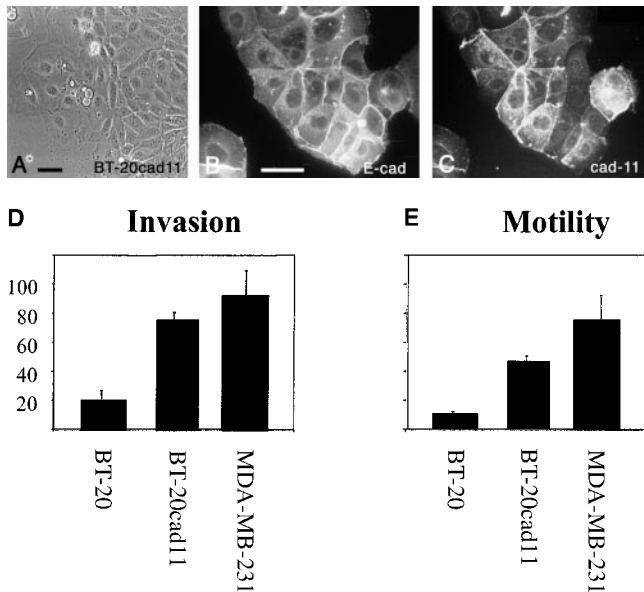 A
BT-20cad11
B
E-cad
C
cad-11
D
Invasion
100
80
60
40
20
BT-20
BT-20cad11
MDA-MB-231
E
Motility
BT-20
BT-20cad11
MDA-MB-231